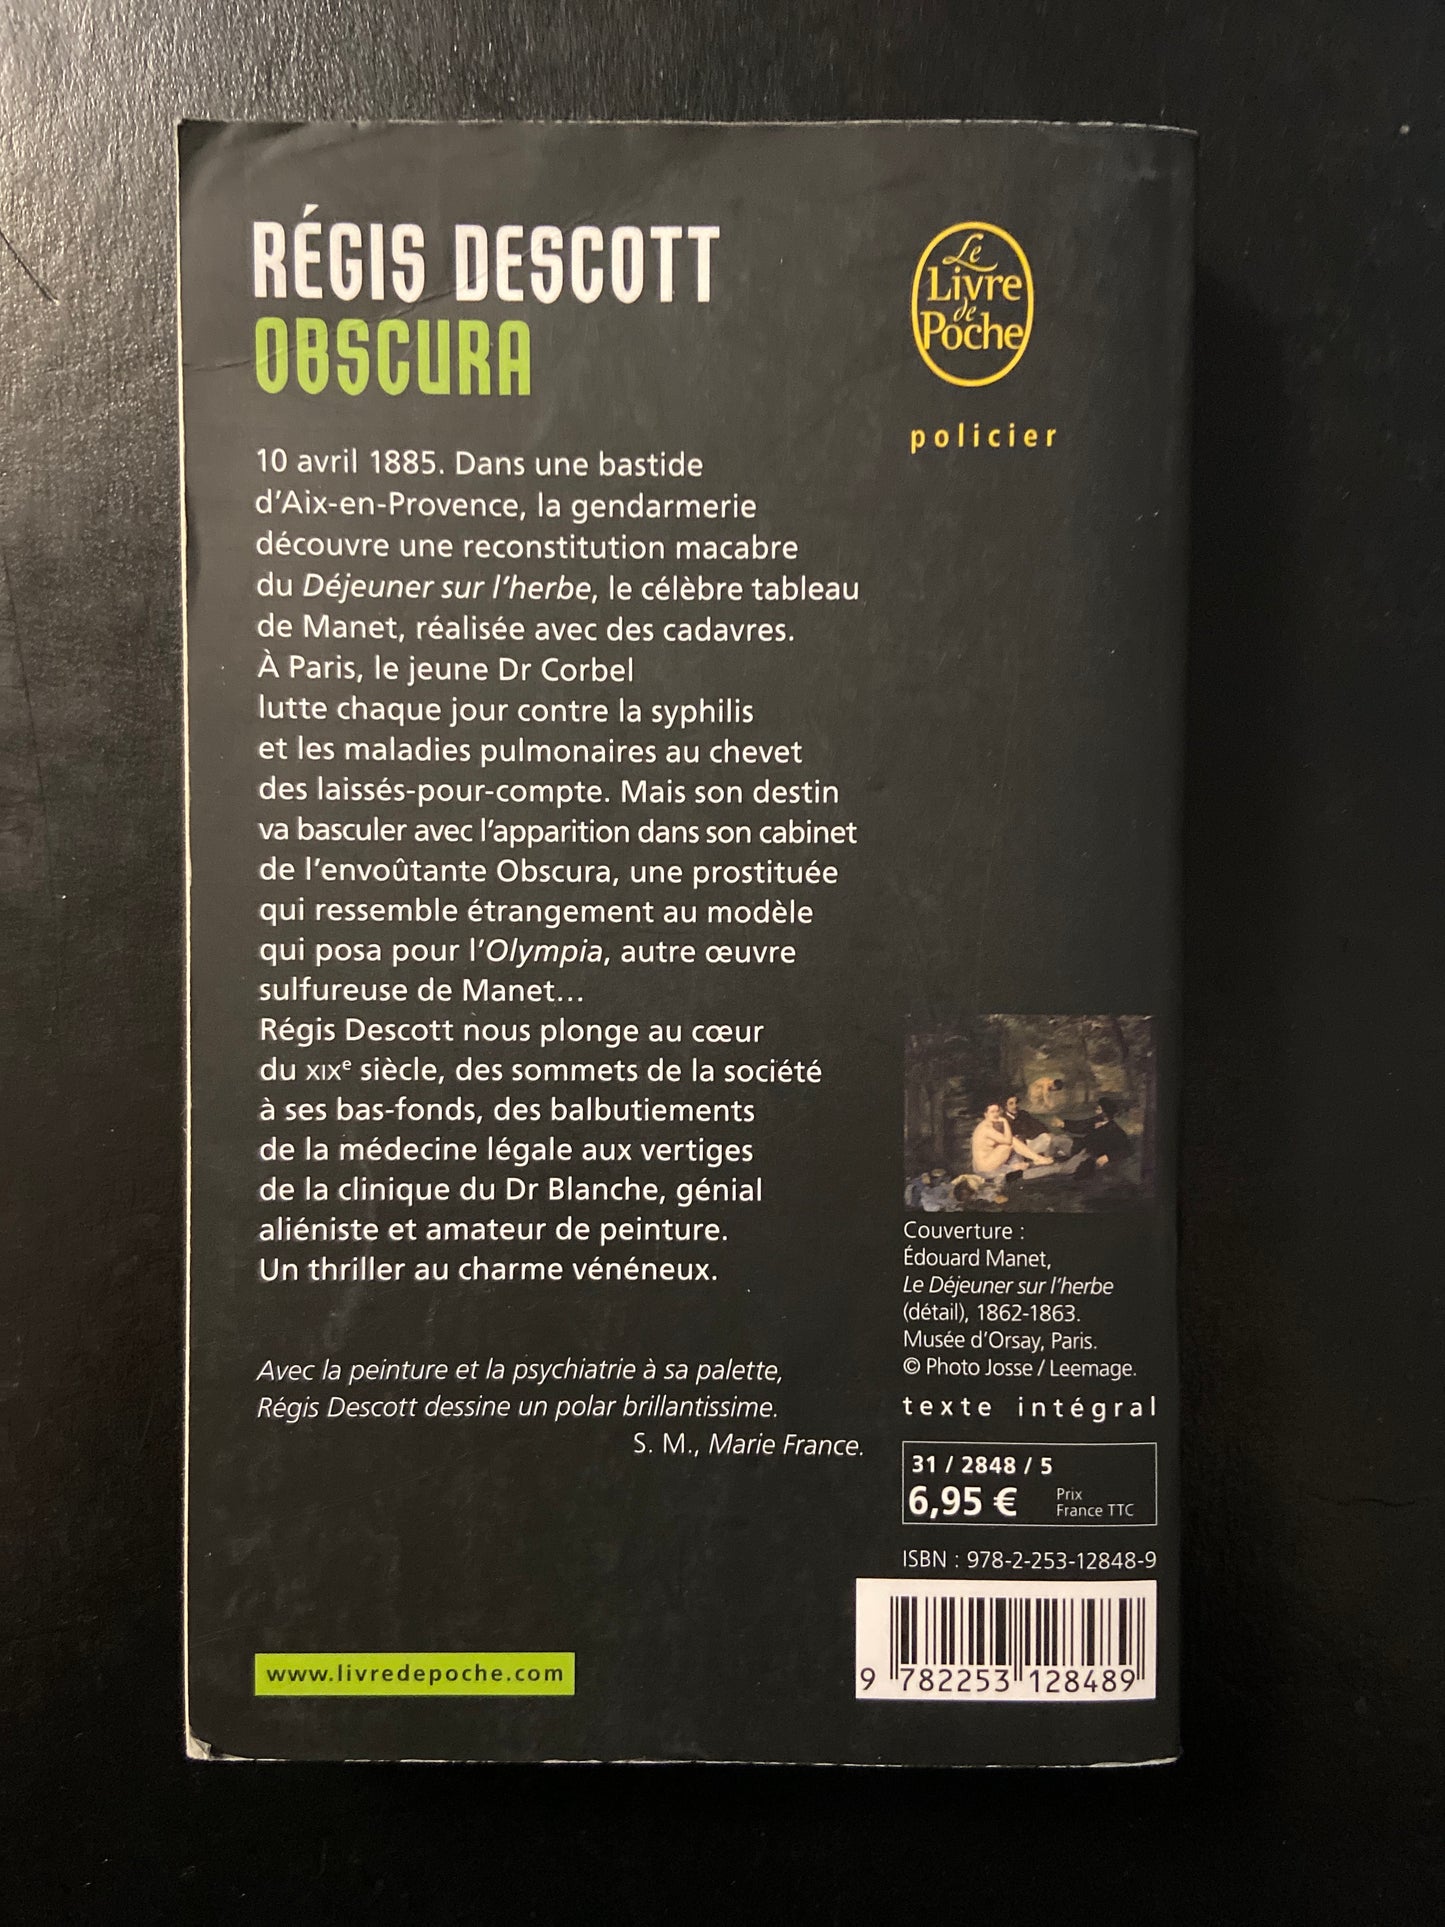 RÉGIS DESCOTT
OBSCURA
Le
Livre
de
Poche
policier
10 avril 1885. Dans une bastide
d'Aix-en-Provence, la gendarmerie
découvre une reconstitution macabre
du Déjeuner sur l'herbe, le célèbre tableau
de Manet, réalisée avec des cadavres.
À Paris, le jeune Dr Corbel
lutte chaque jour contre la syphilis
et les maladies pulmonaires au chevet
des laissés-pour-compte. Mais son destin
va basculer avec l'apparition dans son cabinet
de l'envoûtante Obscura, une prostituée
qui ressemble étrangement au modèle
qui posa pour l'Olympia, autre œuvre
sulfureuse de Manet…
Régis Descott nous plonge au cœur
du XIXe siècle, des sommets de la société
à ses bas-fonds, des balbutiements
de la médecine légale aux vertiges
de la clinique du Dr Blanche, génial
aliéniste et amateur de peinture.
Un thriller au charme vénéneux.
Avec la peinture et la psychiatrie à sa palette,
Régis Descott dessine un polar brillantissime.
S. M., Marie France.
www.livredepoche.com
Couverture :
Édouard Manet,
Le Déjeuner sur l'herbe
(détail), 1862-1863.
Musée d'Orsay, Paris.
© Photo Josse / Leemage.
texte intégral
31 / 2848 / 5
6,95 € Prix
France TTC
ISBN : 978-2-253-12848-9
9 782253 128489